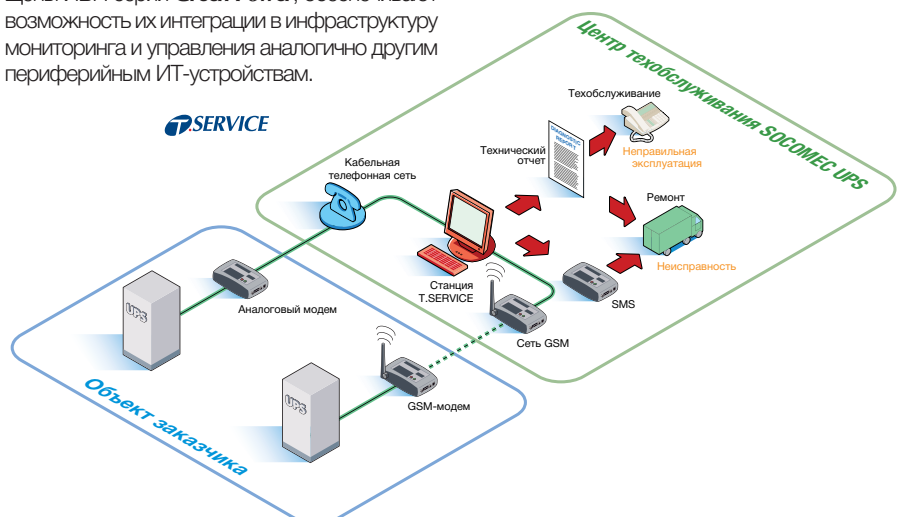 возможность их интеграции в инфраструктуру
мониторинга и управления аналогично другим
периферийным ИТ-устройствам.
T.SERVICE
Центр техобслуживания SOCOMEC UPS
Техобслуживание
DIAGNOSTIC
REPORT
Технический
отчет
Неправильная
эксплуатация
Кабельная
телефонная сеть
Ремонт
Неисправность
Станция
T.SERVICE
SMS
Аналоговый модем
UPS
Сеть GSM
GSM-модем
UPS
Объект заказчика